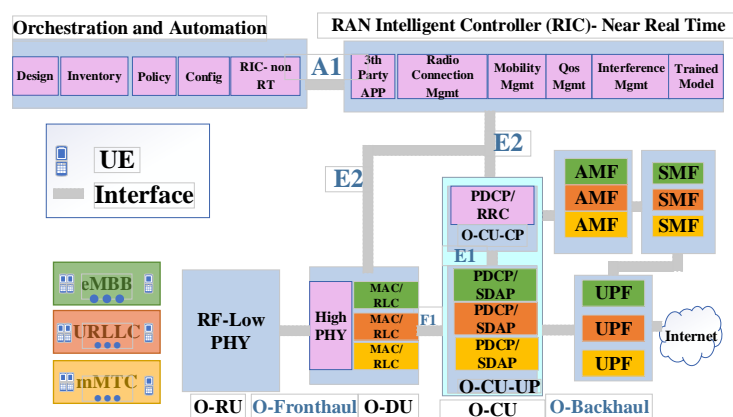 Orchestration and Automation
RAN Intelligent Controller (RIC)- Near Real Time
Design
Inventory
Policy
Config
RIC- non
RT
A1
3th
Party
APP
Radio
Connection
Mgmt
Mobility
Mgmt
Qos
Mgmt
Interference
Mgmt
Trained
Model
UE
Interface
E2
E2
PDCP/
RRC
O-CU-CP
E1
AMF
AMF
AMF
SMF
SMF
SMF
eMBB
URLLC
mMTC
RF-Low
PHY
High
PHY
MAC/
RLC
MAC/
RLC
MAC/
RLC
F1
PDCP/
SDAP
PDCP/
SDAP
PDCP/
SDAP
O-CU-UP
UPF
UPF
UPF
Internet
O-RU
O-Fronthaul
O-DU
O-CU
O-Backhaul